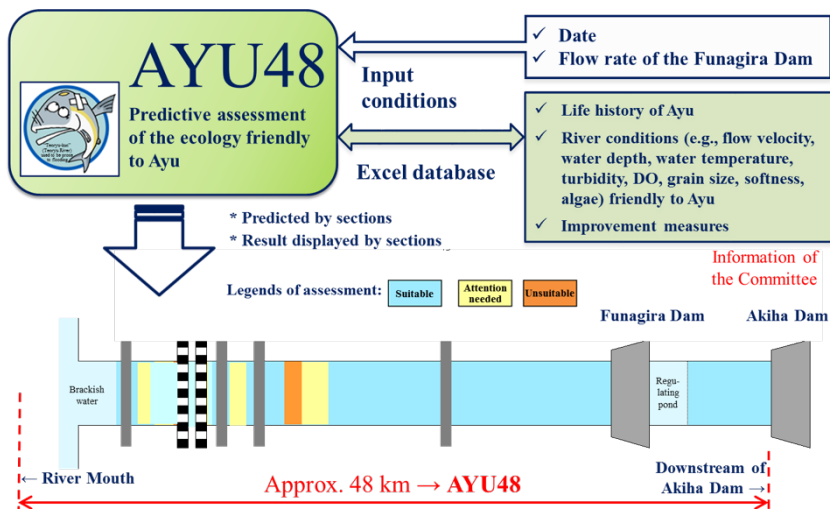 AYU48
Predictive assessment
of the ecology friendly
to Ayu
Input
conditions
Excel database
✓ Date
✓ Flow rate of the Funagira Dam
✓ Life history of Ayu
✓ River conditions (e.g., flow velocity,
water depth, water temperature,
turbidity, DO, grain size, softness,
algae) friendly to Ayu
✓ Improvement measures
* Predicted by sections
* Result displayed by sections
Information of
the Committee
Legends of assessment:
Suitable
Attention
needed
Unsuitable
Funagira Dam
Akiha Dam
Brackish
water
Regu-
lating
pond
← River Mouth
Approx. 48 km → AYU48
Downstream of
Akiha Dam →